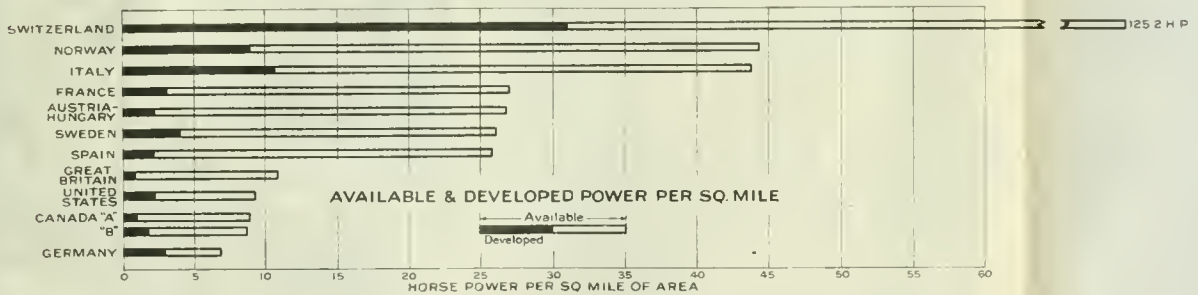 SWITZERLAND
125.2 H P
NORWAY
ITALY
FRANCE
AUSTRIA-
HUNGARY
SWEDEN
SPAIN
GREAT
BRITAIN
UNITED
STATES
AVAILABLE & DEVELOPED POWER PER SQ. MILE
CANADA "A"
Available
"B"
Developed
GERMANY
0 5 10 15 20 25 30 35 40 45 50 55 60
HORSE POWER PER SQ MILE OF AREA